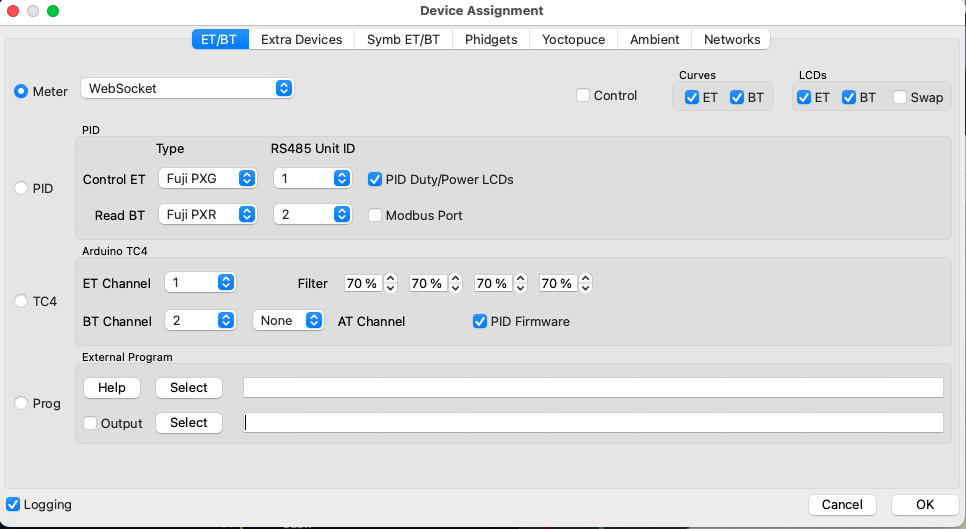 Device Assignment
ET/BT Extra Devices Symb ET/BT Phidgets Yoctopuce Ambient Networks
Curves LCDs
Meter WebSocket Control ET BT ET BT Swap
PID
Type RS485 Unit ID
PID
Control ET Fuji PXG 1 PID Duty/Power LCDs
Read BT Fuji PXR 2 Modbus Port
Arduino TC4
ET Channel 1 Filter 70 % 70 % 70 % 70 %
TC4
BT Channel 2 None AT Channel PID Firmware
External Program
Help Select
Prog
Output Select
Logging Cancel OK